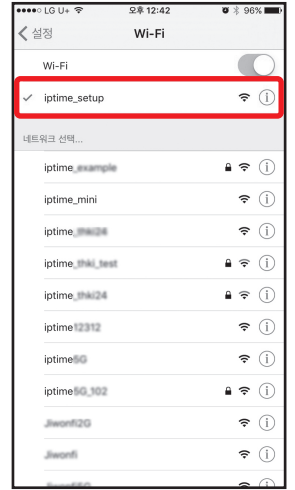 LG U+ 오후 12:42 96%
설정 Wi-Fi
Wi-Fi
iptime_setup
네트워크 선택...
iptime_example
iptime_mini
iptime_thki24
iptime_thki_test
iptime_thki24
iptime12312
iptime5G
iptime5G_102
Jiwonfi2G
Jiwonfi